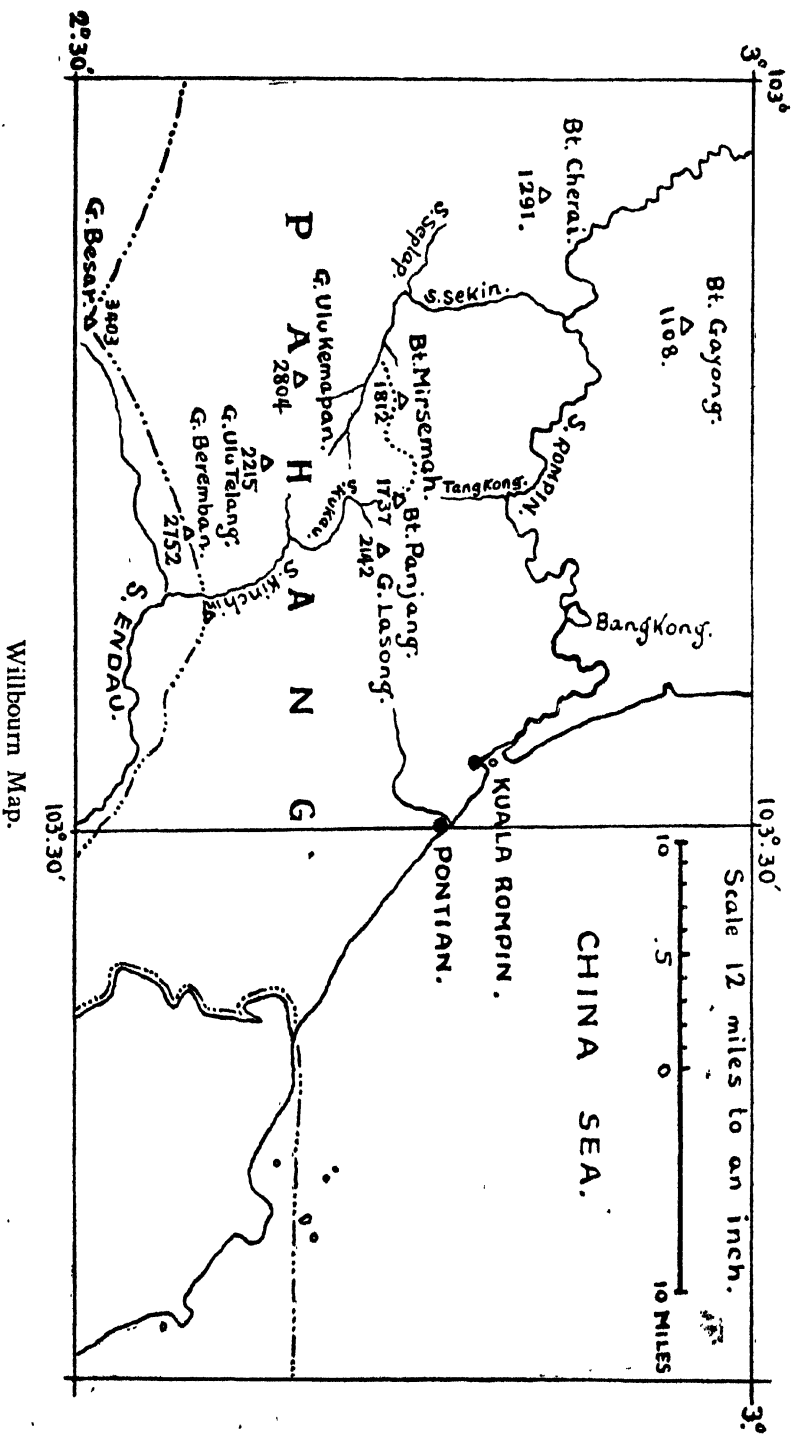 3°
103°
103°.30'
3°
Scale 12 miles to an inch.
10
.5
0
10 MILES
Bt. Gayong.
1108.
Bt. Cherai.
1291.
S. ROMPIN.
BangKong.
CHINA SEA.
TangKong.
S. Sekin.
S. Seplap.
KUALA ROMPIN.
PONTIAN.
Bt. Mirsemah.
1812
Bt. Panjang.
1737
G. Lasong.
2142
G. Ulu Kemapan.
2804
S. Kukau.
PAHANG
S. Kinchin
2215
G. Ulu Telang.
G. Beremban.
2752
3403
G. Besar.
S. ENDAU.
2°.30'
103°.30'
Willbourn Map.